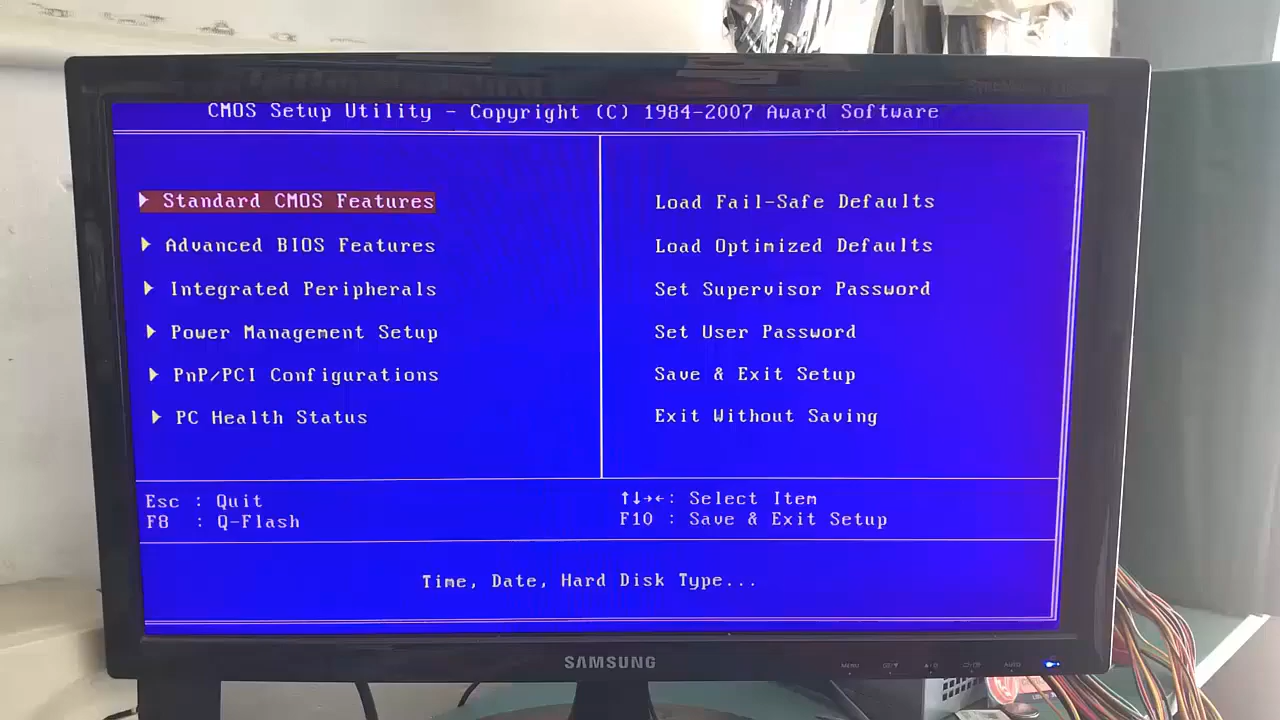 CMOS Setup Utility - Copyright (C) 1984-2007 Award Software
Standard CMOS Features
Advanced BIOS Features
Integrated Peripherals
Power Management Setup
PnP/PCI Configurations
PC Health Status
Load Fail-Safe Defaults
Load Optimized Defaults
Set Supervisor Password
Set User Password
Save & Exit Setup
Exit Without Saving
Esc : Quit
F8 : Q-Flash
↑↓→←: Select Item
F10 : Save & Exit Setup
Time, Date, Hard Disk Type...
SAMSUNG
MENU
AUTO